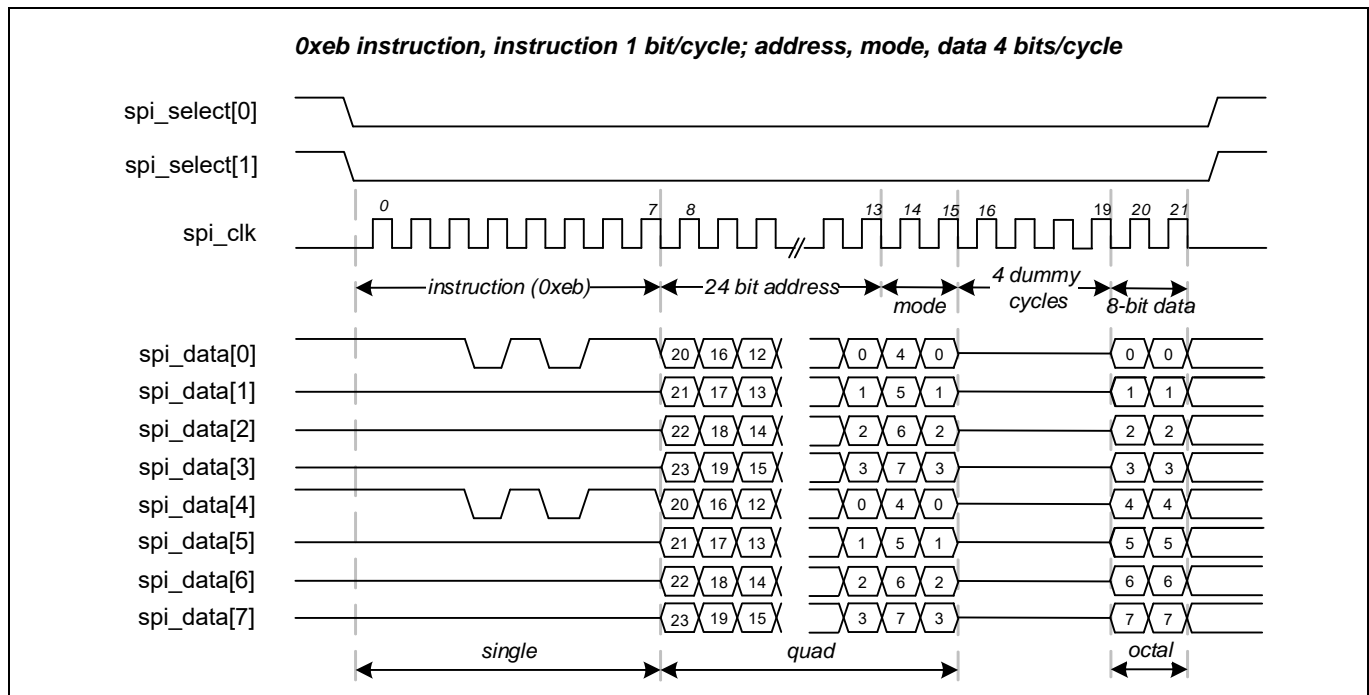 0xeb instruction, instruction 1 bit/cycle; address, mode, data 4 bits/cycle
spi_select[0]
spi_select[1]
0 7 8 13 14 15 16 19 20 21
spi_clk
instruction (0xeb) 24 bit address mode 4 dummy cycles 8-bit data
spi_data[0] 20 16 12 0 4 0 0 0
spi_data[1] 21 17 13 1 5 1 1 1
spi_data[2] 22 18 14 2 6 2 2 2
spi_data[3] 23 19 15 3 7 3 3 3
spi_data[4] 20 16 12 0 4 0 4 4
spi_data[5] 21 17 13 1 5 1 5 5
spi_data[6] 22 18 14 2 6 2 6 6
spi_data[7] 23 19 15 3 7 3 7 7
single quad octal